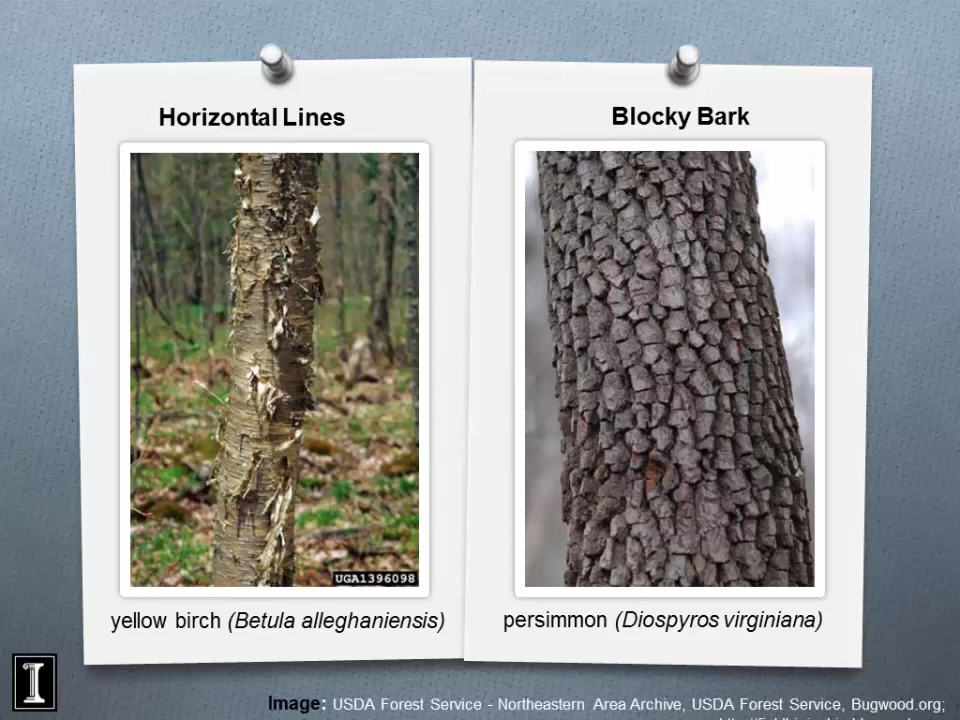 Horizontal Lines
Blocky Bark
UGA1396098
yellow birch (Betula alleghaniensis)
persimmon (Diospyros virginiana)
I
Image: USDA Forest Service - Northeastern Area Archive, USDA Forest Service, Bugwood.org;